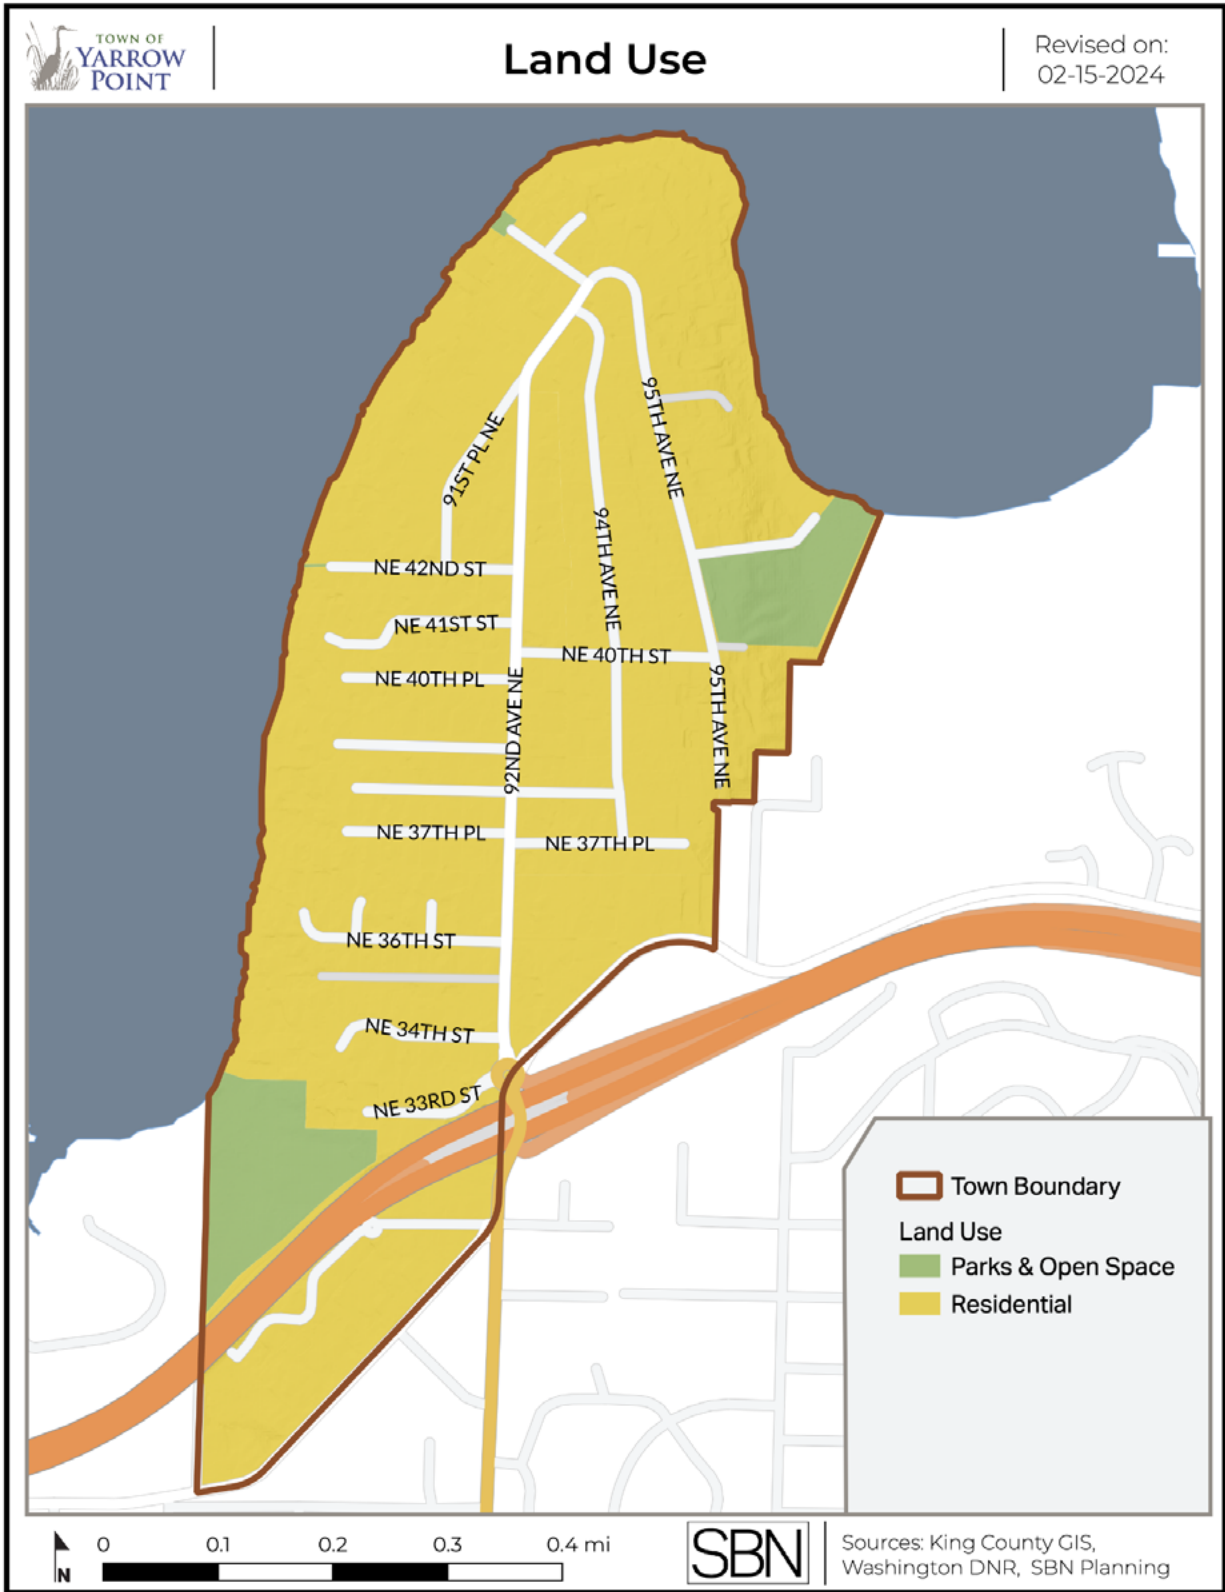 TOWN OF
YARROW
POINT
Land Use
Revised on:
02-15-2024
95TH AVE NE
91ST PL NE
94TH AVE NE
NE 42ND ST
NE 41ST ST
NE 40TH ST
NE 40TH PL
92ND AVE NE
95TH AVE NE
NE 37TH PL
NE 37TH PL
NE 36TH ST
NE 34TH ST
NE 33RD ST
Town Boundary
Land Use
Parks & Open Space
Residential
N
0 0.1 0.2 0.3 0.4 mi
SBN
Sources: King County GIS,
Washington DNR, SBN Planning